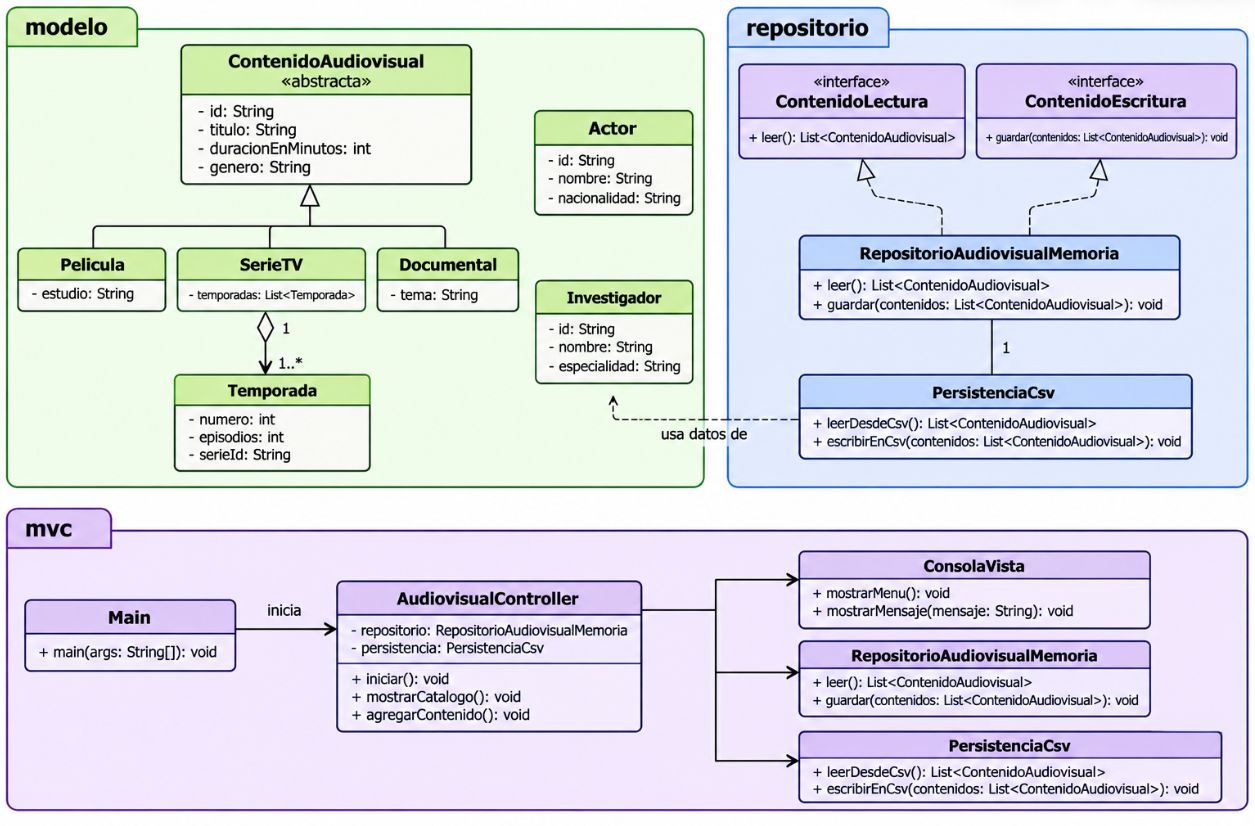 modelo
ContenidoAudiovisual
«abstracta»
- id: String
- titulo: String
- duracionEnMinutos: int
- genero: String
Actor
- id: String
- nombre: String
- nacionalidad: String
Pelicula
- estudio: String
SerieTV
- temporadas: List<Temporada>
Documental
- tema: String
1
1..*
Temporada
- numero: int
- episodios: int
- serieId: String
Investigador
- id: String
- nombre: String
- especialidad: String
usa datos de
repositorio
«interface»
ContenidoLectura
+ leer(): List<ContenidoAudiovisual>
«interface»
ContenidoEscritura
+ guardar(contenidos: List<ContenidoAudiovisual>): void
RepositorioAudiovisualMemoria
+ leer(): List<ContenidoAudiovisual>
+ guardar(contenidos: List<ContenidoAudiovisual>): void
1
PersistenciaCsv
+ leerDesdeCsv(): List<ContenidoAudiovisual>
+ escribirEnCsv(contenidos: List<ContenidoAudiovisual>): void
mvc
Main
+ main(args: String[]): void
inicia
AudiovisualController
- repositorio: RepositorioAudiovisualMemoria
- persistencia: PersistenciaCsv
+ iniciar(): void
+ mostrarCatalogo(): void
+ agregarContenido(): void
ConsolaVista
+ mostrarMenu(): void
+ mostrarMensaje(mensaje: String): void
RepositorioAudiovisualMemoria
+ leer(): List<ContenidoAudiovisual>
+ guardar(contenidos: List<ContenidoAudiovisual>): void
PersistenciaCsv
+ leerDesdeCsv(): List<ContenidoAudiovisual>
+ escribirEnCsv(contenidos: List<ContenidoAudiovisual>): void